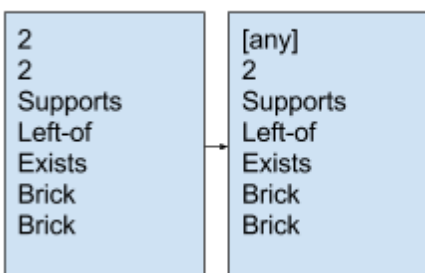 2
2
Supports
Left-of
Exists
Brick
Brick
[any]
2
Supports
Left-of
Exists
Brick
Brick